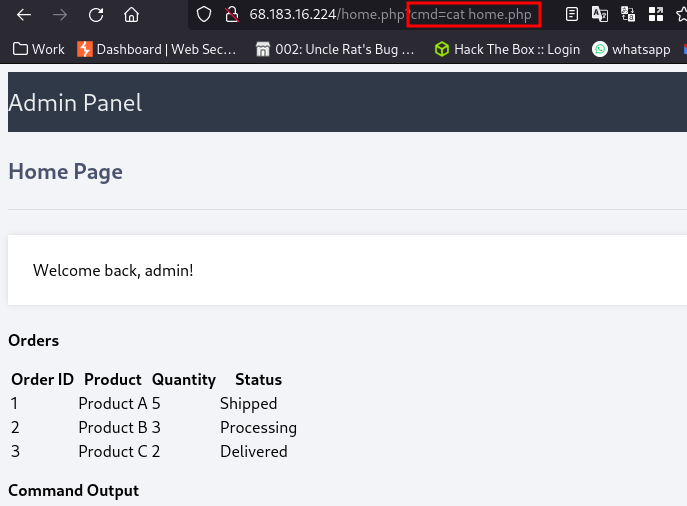 68.183.16.224/home.php?cmd=cat home.php
Work
Dashboard | Web Sec…
002: Uncle Rat's Bug …
Hack The Box :: Login
whatsapp
Admin Panel
Home Page
Welcome back, admin!
Orders
Order ID Product Quantity Status
1 Product A 5 Shipped
2 Product B 3 Processing
3 Product C 2 Delivered
Command Output